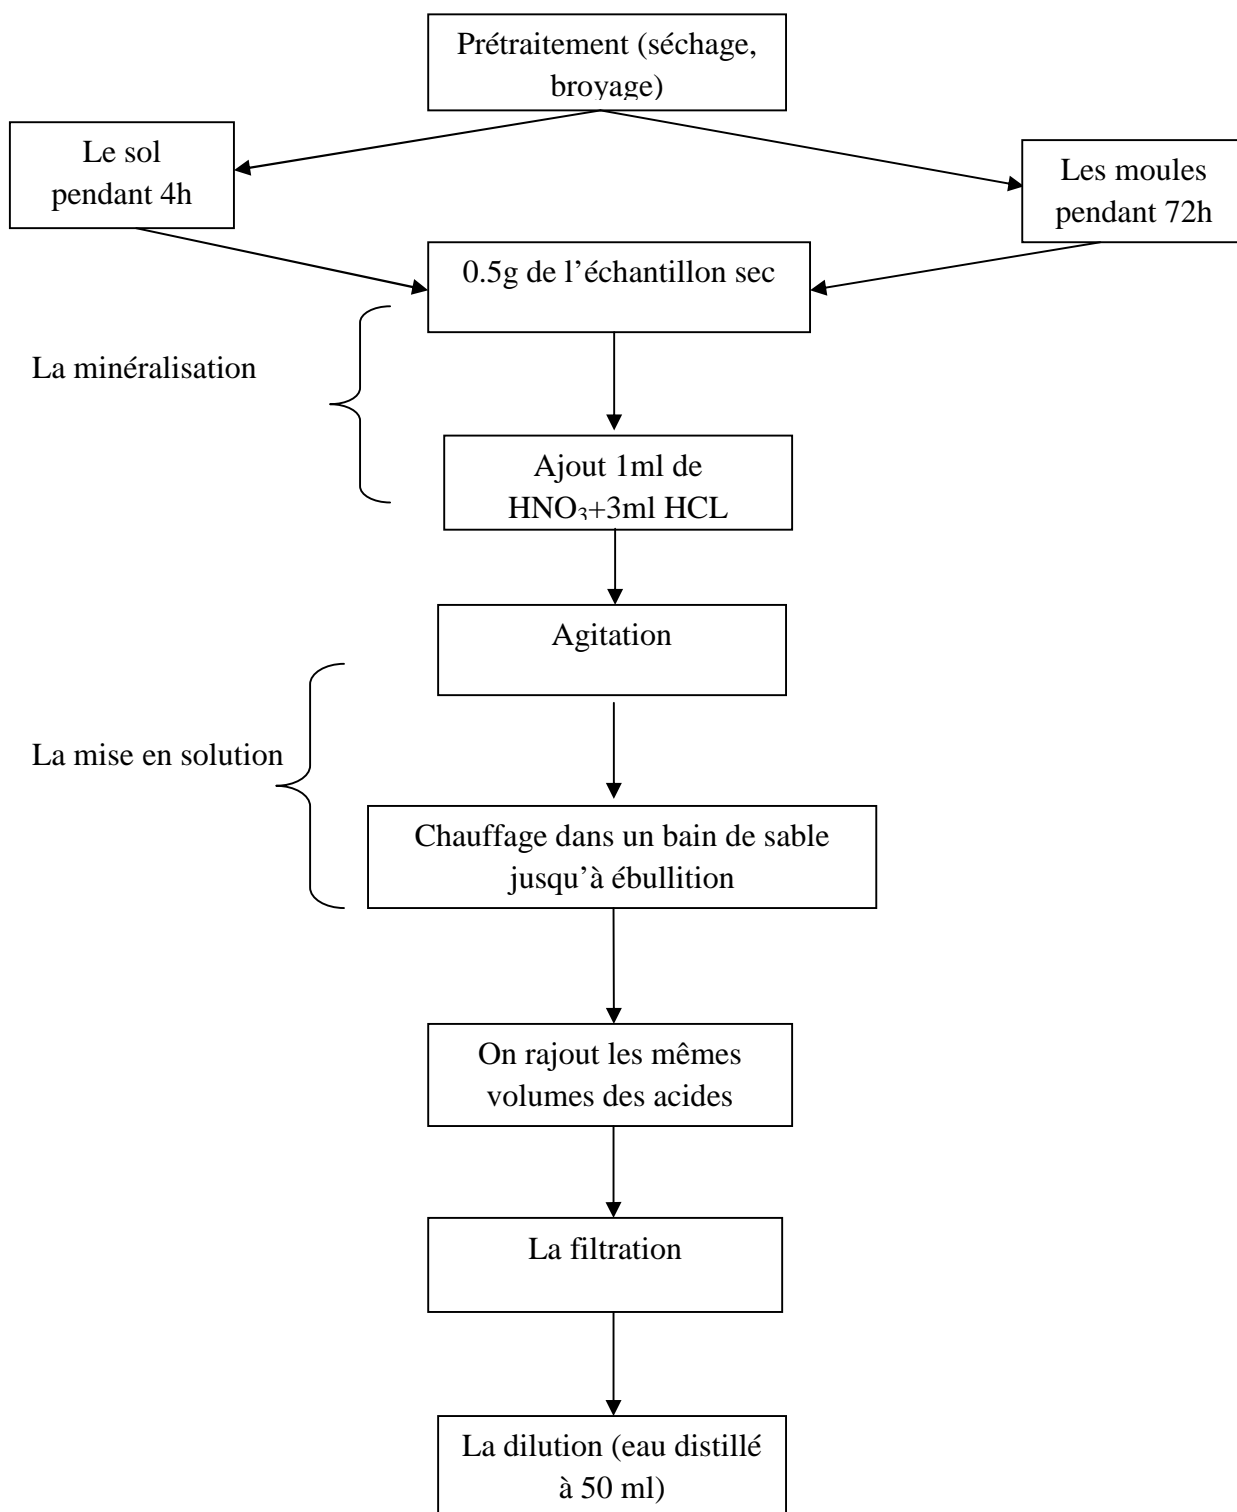 Prétraitement (séchage,
broyage)
Le sol
pendant 4h
Les moules
pendant 72h
0.5g de l’échantillon sec
La minéralisation
Ajout 1ml de
HNO₃+3ml HCL
Agitation
La mise en solution
Chauffage dans un bain de sable
jusqu’à ébullition
On rajout les mêmes
volumes des acides
La filtration
La dilution (eau distillé
à 50 ml)